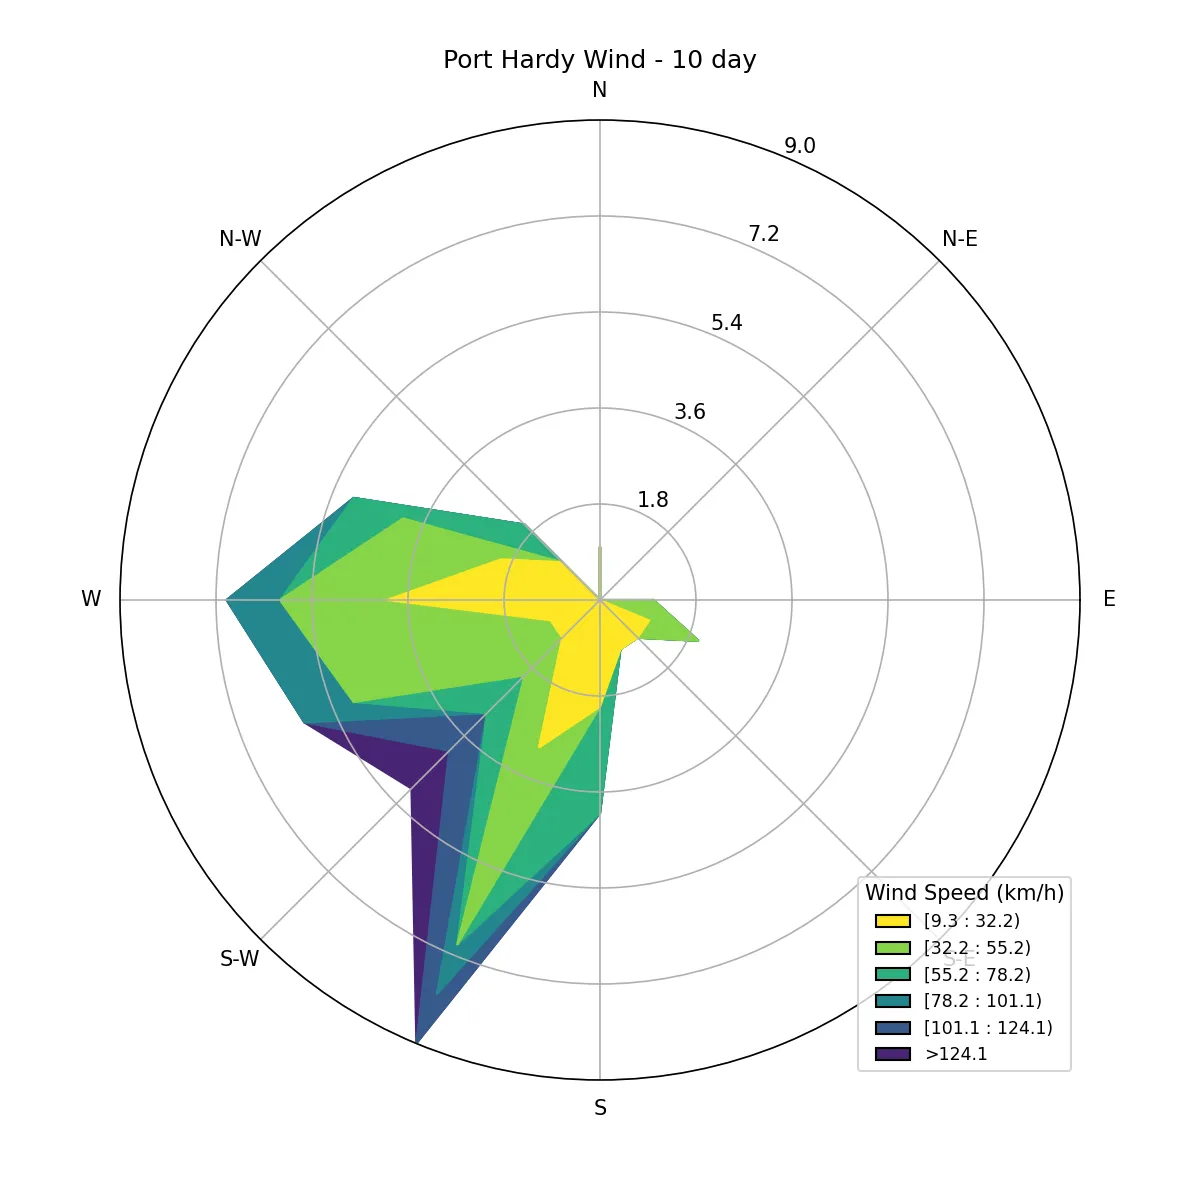 Port Hardy Wind - 10 day
N
9.0
N-W
7.2
N-E
5.4
3.6
1.8
W
E
S-W
S-E
S
Wind Speed (km/h)
[9.3 : 32.2)
[32.2 : 55.2)
[55.2 : 78.2)
[78.2 : 101.1)
[101.1 : 124.1)
>124.1